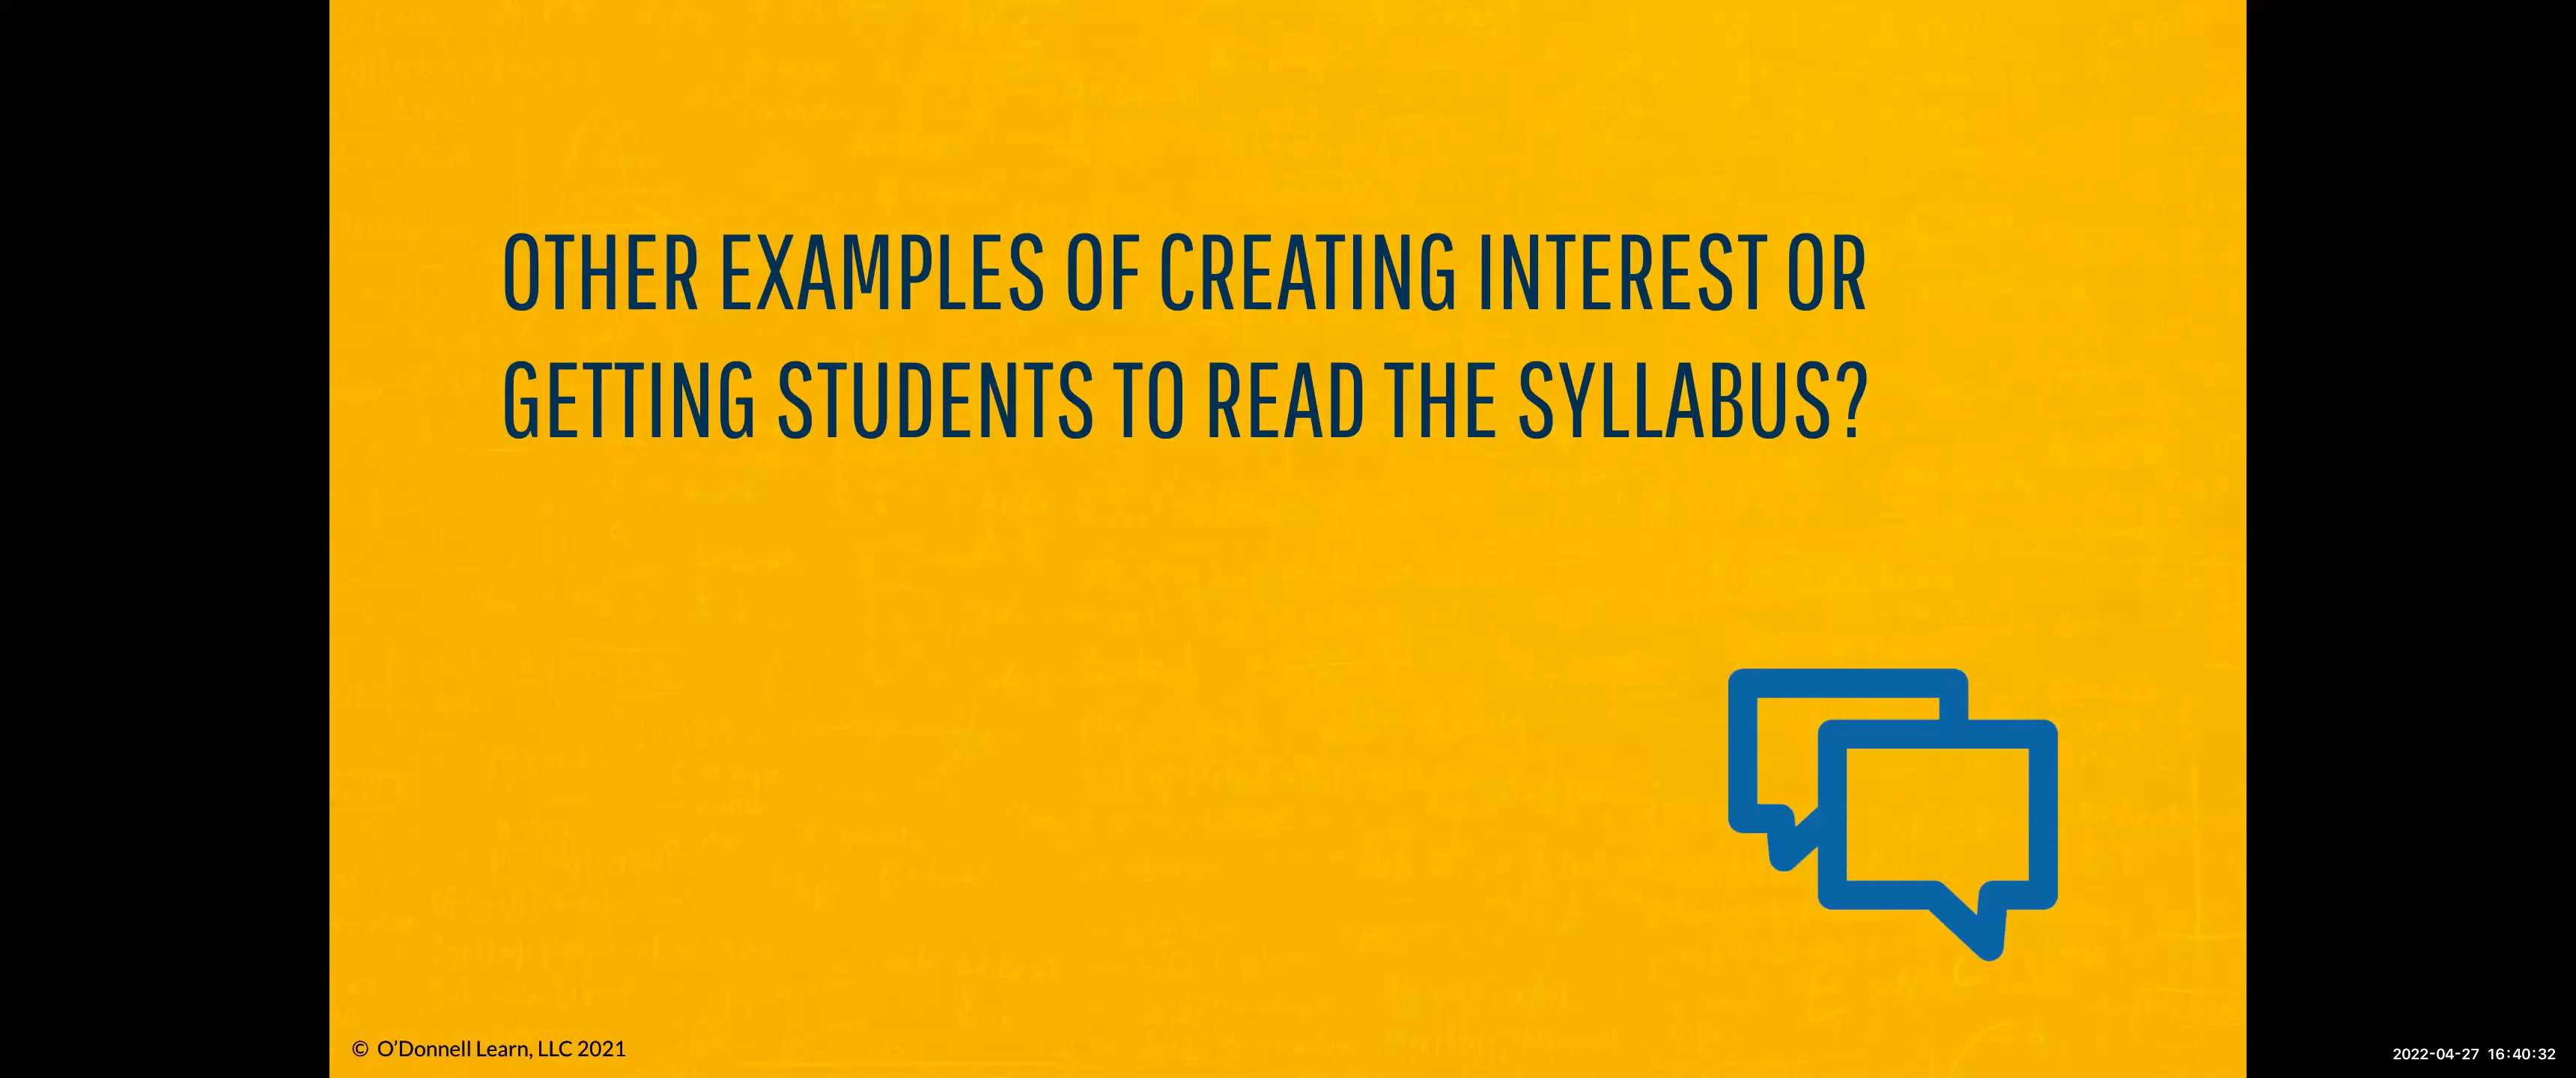 OTHER EXAMPLES OF CREATING INTEREST OR
GETTING STUDENTS TO READ THE SYLLABUS?
© O'Donnell Learn, LLC 2021
2022-04-27 16:40:32